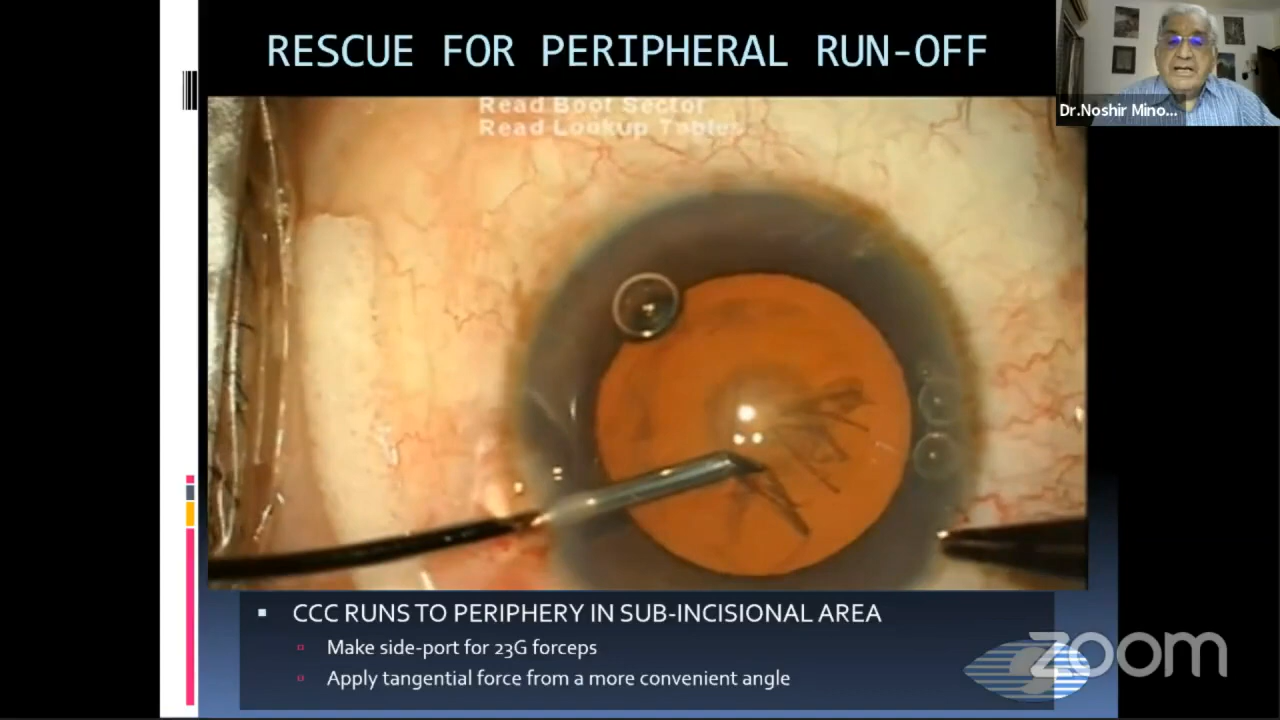 RESCUE FOR PERIPHERAL RUN-OFF
Read Boot Sector
Read Lookup Tables
Dr.Noshir Mino...
CCC RUNS TO PERIPHERY IN SUB-INCISIONAL AREA
Make side-port for 23G forceps
Apply tangential force from a more convenient angle
zoom